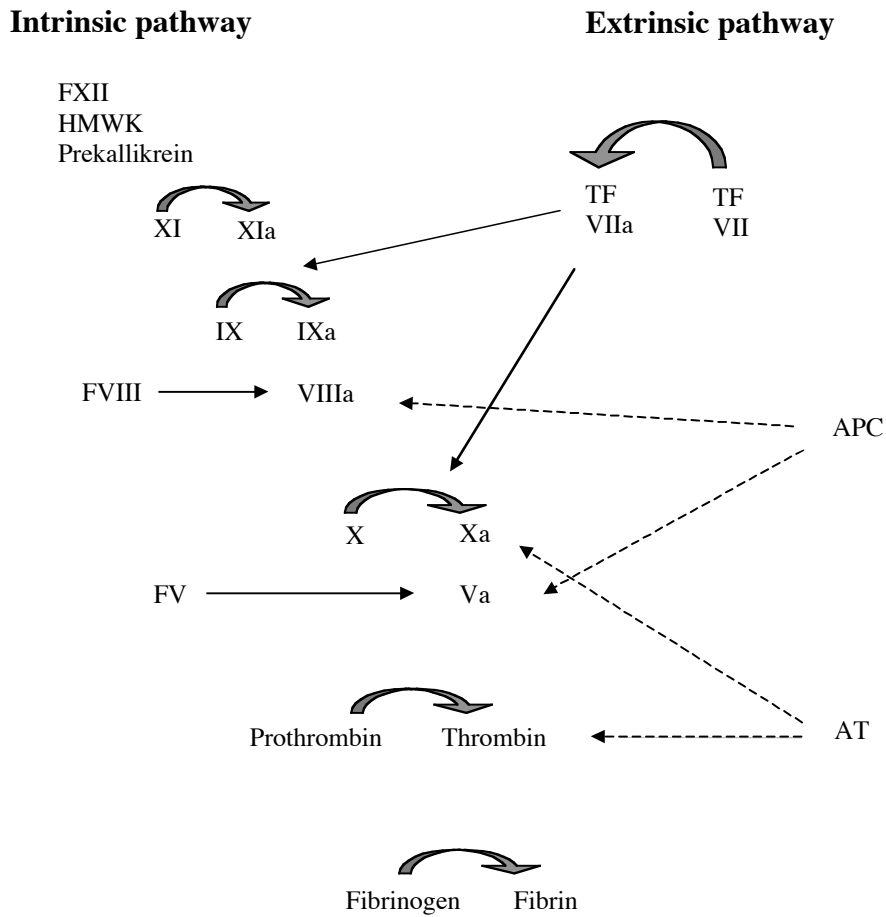 Intrinsic pathway Extrinsic pathway
FXII
HMWK
Prekallikrein
TF TF
XI XIa VIIa VII
IX IXa
FVIII VIIIa
APC
X Xa
FV Va
Prothrombin Thrombin AT
Fibrinogen Fibrin